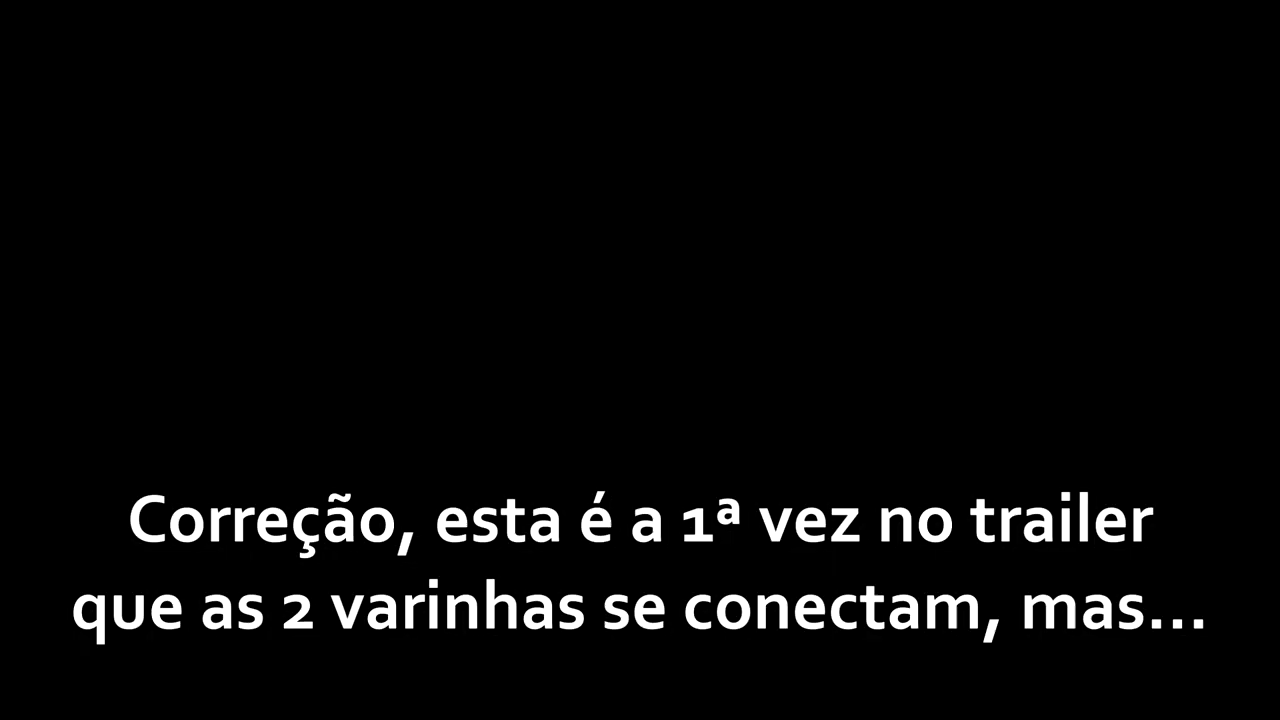 Correção, esta é a 1ª vez no trailer
que as 2 varinhas se conectam, mas...